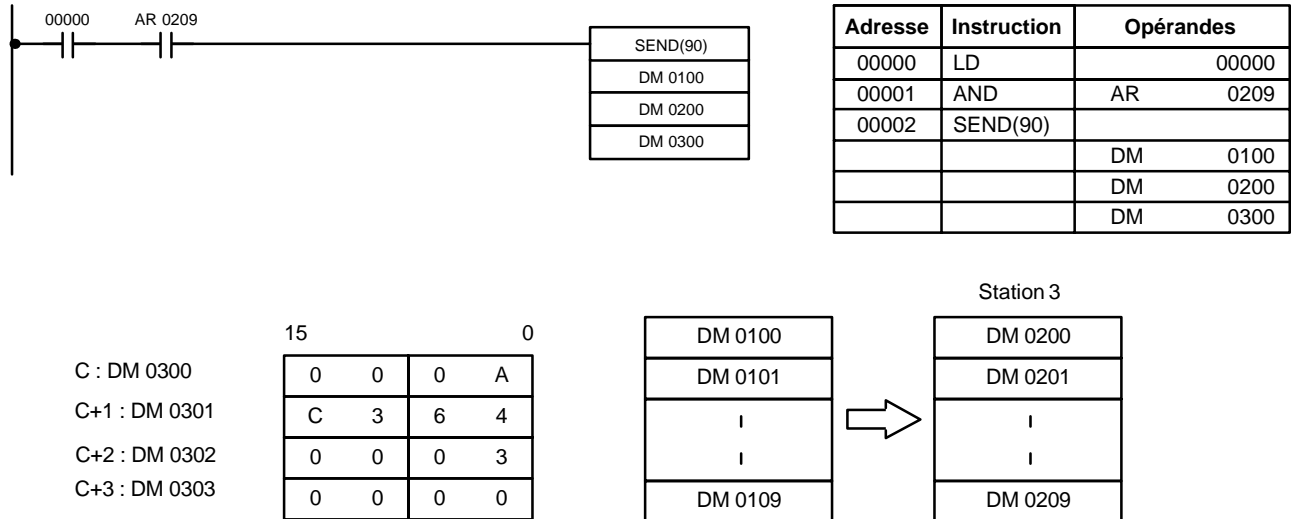 00000 AR 0209
SEND(90)
DM 0100
DM 0200
DM 0300
Adresse Instruction Opérandes
00000 LD 00000
00001 AND AR 0209
00002 SEND(90)
DM 0100
DM 0200
DM 0300
Station 3
15 0
C : DM 0300 0 0 0 A
C+1 : DM 0301 C 3 6 4
C+2 : DM 0302 0 0 0 3
C+3 : DM 0303 0 0 0 0
DM 0100 DM 0200
DM 0101 DM 0201
DM 0109 DM 0209